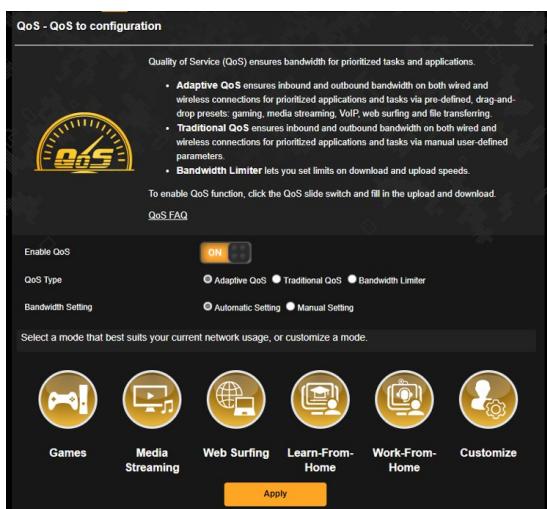 QoS - QoS to configuration
Quality of Service (QoS) ensures bandwidth for prioritized tasks and applications.
• Adaptive QoS ensures inbound and outbound bandwidth on both wired and
wireless connections for prioritized applications and tasks via pre-defined, drag-and-
drop presets: gaming, media streaming, VoIP, web surfing and file transferring.
• Traditional QoS ensures inbound and outbound bandwidth on both wired and
wireless connections for prioritized applications and tasks via manual user-defined
parameters.
• Bandwidth Limiter lets you set limits on download and upload speeds.
QoS
To enable QoS function, click the QoS slide switch and fill in the upload and download.
QoS FAQ
Enable QoS ON
QoS Type Adaptive QoS Traditional QoS Bandwidth Limiter
Bandwidth Setting Automatic Setting Manual Setting
Select a mode that best suits your current network usage, or customize a mode.
Games Media Web Surfing Learn-From- Work-From- Customize
Streaming Home Home
Apply